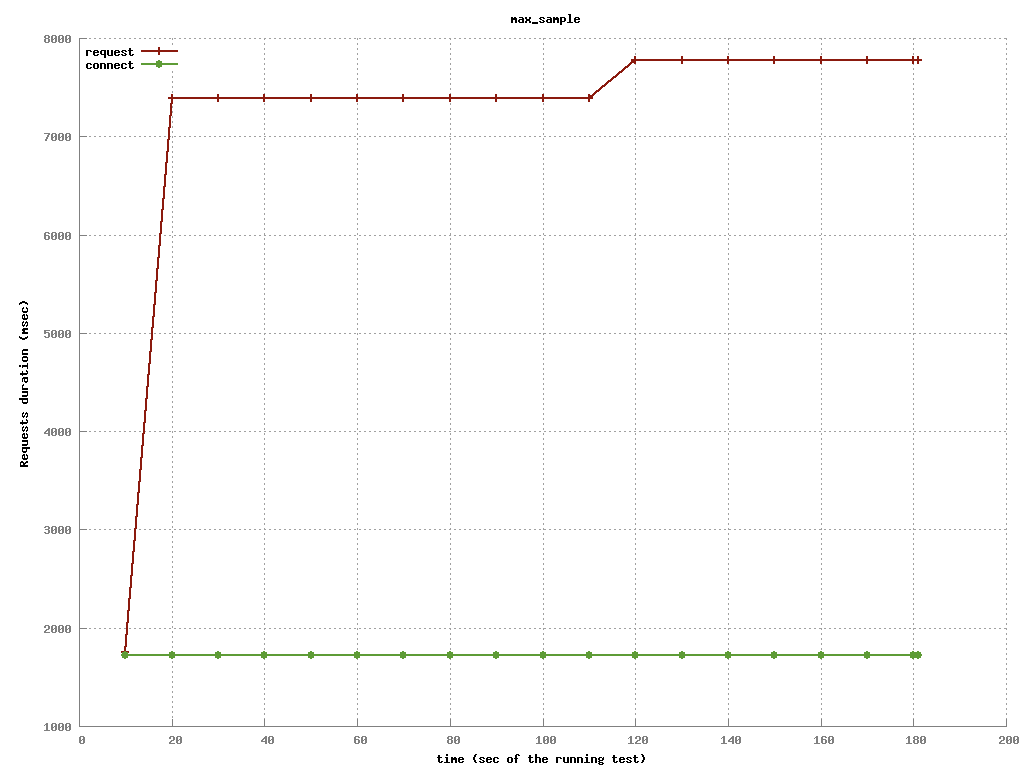 max_sample
request
connect
8000
7000
6000
5000
4000
3000
2000
1000
Requests duration (msec)
0 20 40 60 80 100 120 140 160 180 200
time (sec of the running test)